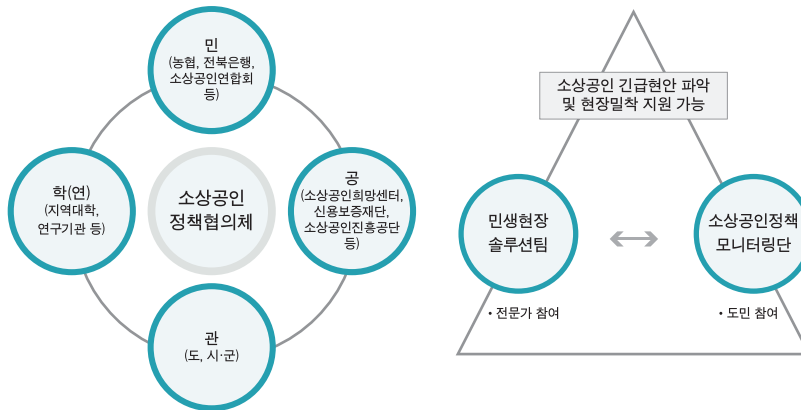 민
(농협, 전북은행,
소상공인연합회
등)
학(연)
(지역대학,
연구기관 등)
소상공인
정책협의체
공
(소상공인희망센터,
신용보증재단,
소상공인진흥공단
등)
관
(도, 시·군)
소상공인 긴급현안 파악
및 현장밀착 지원 가능
민생현장
솔루션팀
소상공인정책
모니터링단
• 전문가 참여
• 도민 참여